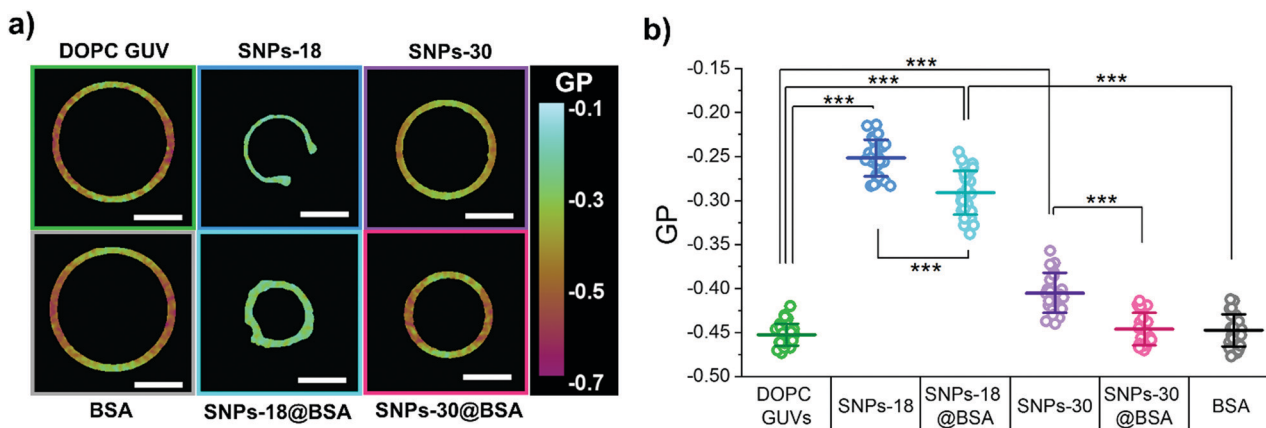 a)
DOPC GUV SNPs-18 SNPs-30
GP
-0.1
-0.3
-0.5
-0.7
BSA SNPs-18@BSA SNPs-30@BSA
b)
***
*** ***
***
***
***
GP
-0.15
-0.20
-0.25
-0.30
-0.35
-0.40
-0.45
-0.50
DOPC
GUVs
SNPs-18
SNPs-18
@BSA
SNPs-30
SNPs-30
@BSA
BSA